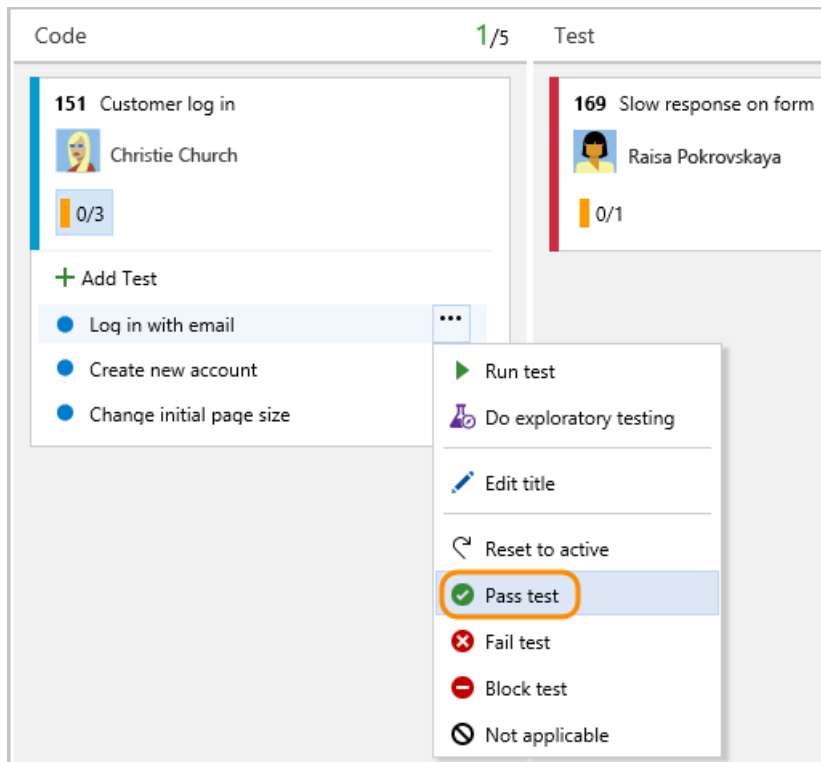 Code 1/5
Test
151 Customer log in
Christie Church
0/3
+ Add Test
Log in with email ...
Create new account
Change initial page size
169 Slow response on form
Raisa Pokrovskaya
0/1
Run test
Do exploratory testing
Edit title
Reset to active
Pass test
Fail test
Block test
Not applicable